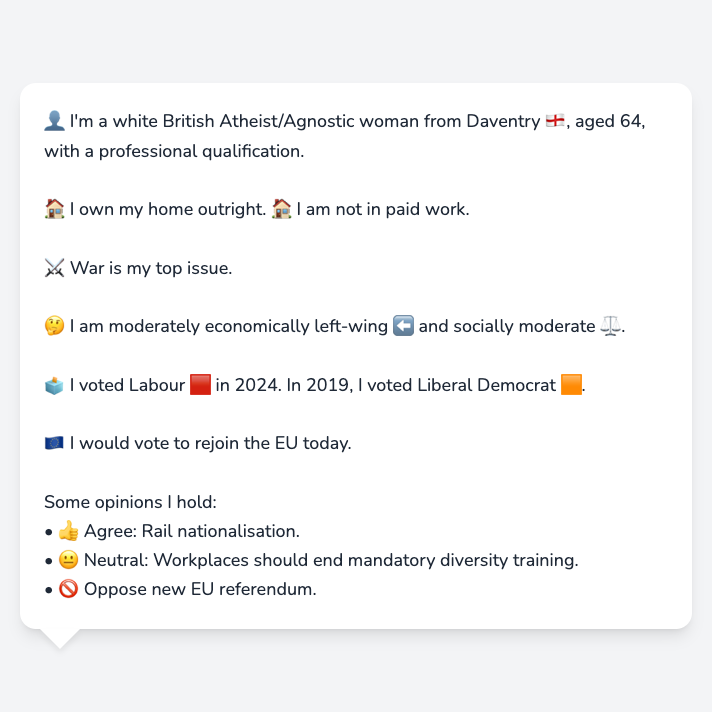 👤 I'm a white British Atheist/Agnostic woman from Daventry 🏴󠁧󠁢󠁥󠁮󠁧󠁿, aged 64,
with a professional qualification.
🏠 I own my home outright. 🏠 I am not in paid work.
⚔️ War is my top issue.
🤔 I am moderately economically left-wing ⬅️ and socially moderate ⚖️.
🗳️ I voted Labour 🟥 in 2024. In 2019, I voted Liberal Democrat 🟧.
🇪🇺 I would vote to rejoin the EU today.
Some opinions I hold:
• 👍 Agree: Rail nationalisation.
• 😐 Neutral: Workplaces should end mandatory diversity training.
• 🚫 Oppose new EU referendum.